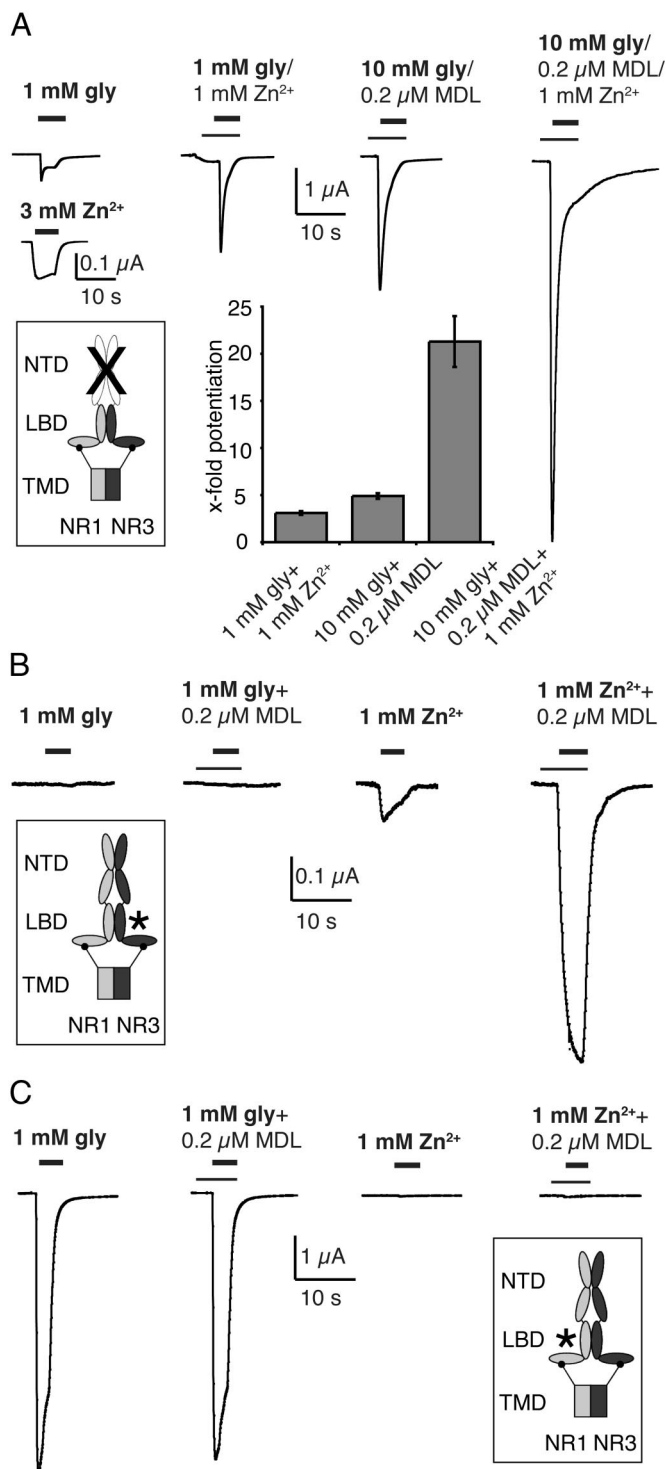 A
1 mM gly
1 mM gly/
1 mM Zn²⁺
10 mM gly/
0.2 µM MDL
10 mM gly/
0.2 µM MDL/
1 mM Zn²⁺
3 mM Zn²⁺
0.1 µA
10 s
1 µA
10 s
NTD
LBD
TMD
NR1 NR3
x-fold potentiation
25
20
15
10
5
0
1 mM gly+
1 mM Zn²⁺
10 mM gly+
0.2 µM MDL
10 mM gly+
0.2 µM MDL+
1 mM Zn²⁺
B
1 mM gly
1 mM gly+
0.2 µM MDL
1 mM Zn²⁺
1 mM Zn²⁺+
0.2 µM MDL
0.1 µA
10 s
NTD
LBD *
TMD
NR1 NR3
C
1 mM gly
1 mM gly+
0.2 µM MDL
1 mM Zn²⁺
1 mM Zn²⁺+
0.2 µM MDL
1 µA
10 s
NTD
LBD *
TMD
NR1 NR3